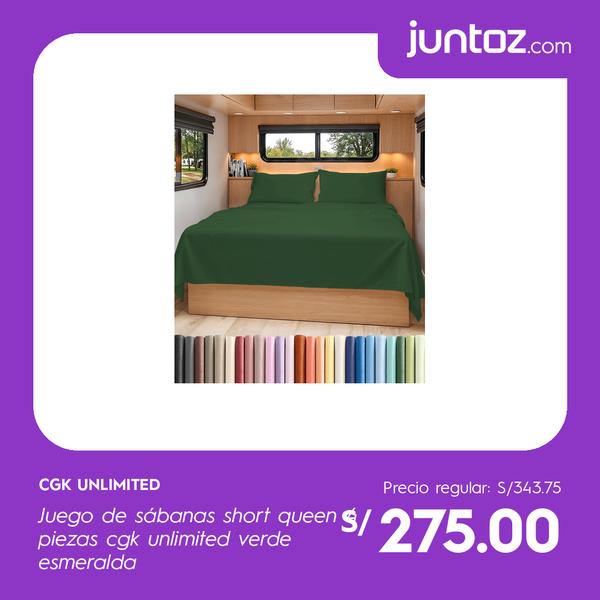 juntoz.com
CGK UNLIMITED
Juego de sábanas short queen
piezas cgk unlimited verde
esmeralda
Precio regular: S/343.75
S/ 275.00